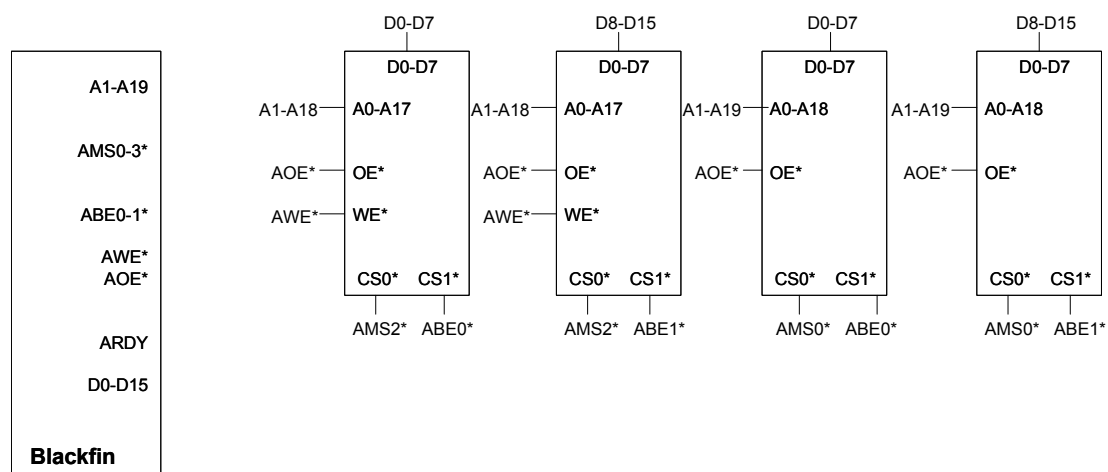 D0-D7 D8-D15 D0-D7 D8-D15
D0-D7 D0-D7 D0-D7 D0-D7
A1-A19
A1-A18 A0-A17 A1-A18 A0-A17 A1-A19 A0-A18 A1-A19 A0-A18
AMS0-3*
AOE* OE* AOE* OE* AOE* OE* AOE* OE*
ABE0-1*
AWE* WE* AWE* WE*
AWE*
AOE*
CS0* CS1* CS0* CS1* CS0* CS1* CS0* CS1*
AMS2* ABE0* AMS2* ABE1* AMS0* ABE0* AMS0* ABE1*
ARDY
D0-D15
Blackfin